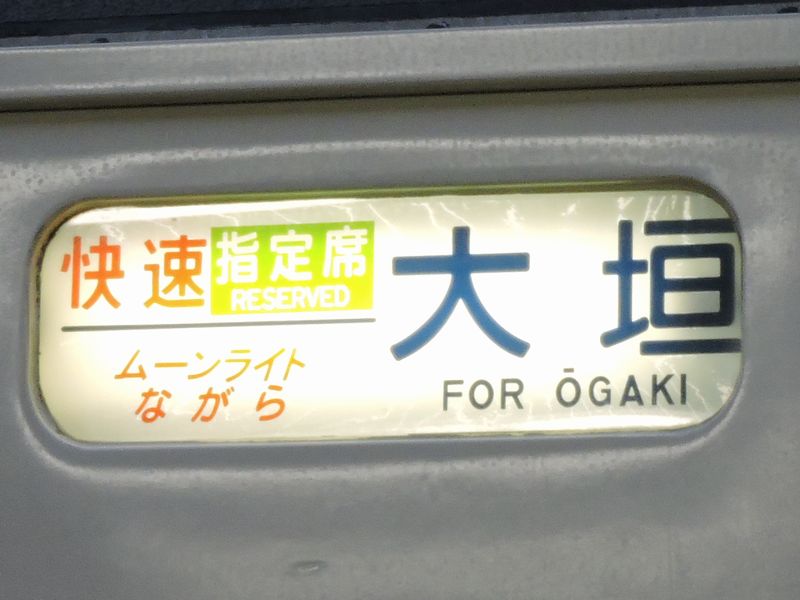 快速
指定席
RESERVED
ムーンライト
ながら
大垣
FOR ŌGAKI